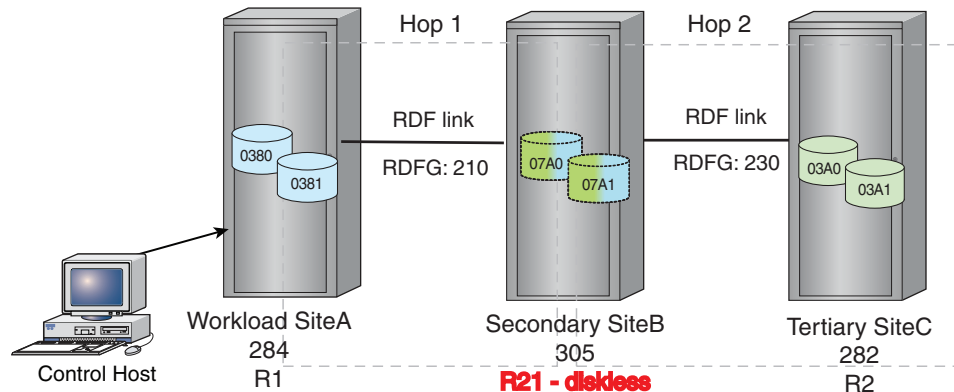 Hop 1
Hop 2
RDF link
RDF link
0380
0381
RDFG: 210
07A0
07A1
RDFG: 230
03A0
03A1
Workload SiteA
284
R1
Secondary SiteB
305
R21 - diskless
Tertiary SiteC
282
R2
Control Host